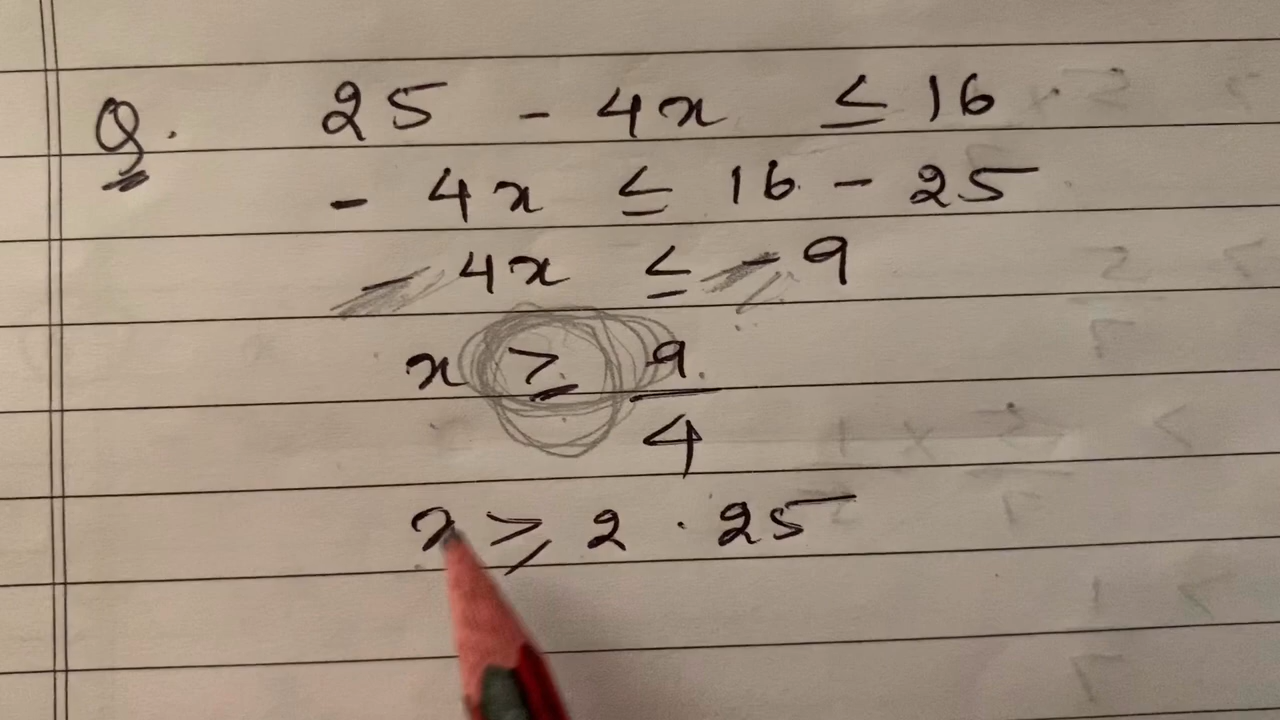 Q. 25 - 4x ≤ 16
- 4x ≤ 16 - 25
- 4x ≤ - 9
x ≥ 9
4
x ≥ 2.25